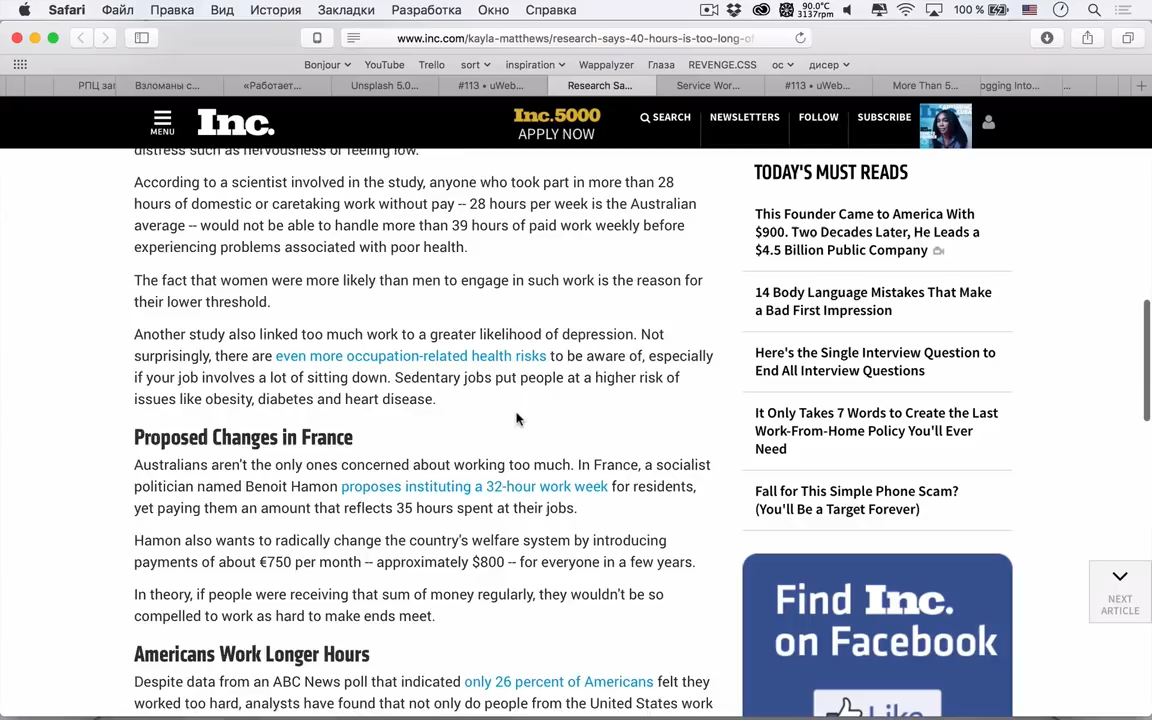 Safari Файл Правка Вид История Закладки Разработка Окно Справка 90.0°C 3137rpm 100 %
www.inc.com/kayla-matthews/research-says-40-hours-is-too-long-of
Bonjour YouTube Trello sort inspiration Wappalyzer Глаза REVENGE.CSS ос дисер
РПЦ заг Взломаны с... «Работает... Unsplash 5.0... #113 • uWeb... Research Sa... Service Wor... #113 • uWeb... More Than 5... ogging Into... ...
MENU Inc. Inc.5000 APPLY NOW SEARCH NEWSLETTERS FOLLOW SUBSCRIBE
distress such as nervousness or feeling low.
According to a scientist involved in the study, anyone who took part in more than 28
hours of domestic or caretaking work without pay -- 28 hours per week is the Australian
average -- would not be able to handle more than 39 hours of paid work weekly before
experiencing problems associated with poor health.
The fact that women were more likely than men to engage in such work is the reason for
their lower threshold.
Another study also linked too much work to a greater likelihood of depression. Not
surprisingly, there are even more occupation-related health risks to be aware of, especially
if your job involves a lot of sitting down. Sedentary jobs put people at a higher risk of
issues like obesity, diabetes and heart disease.
Proposed Changes in France
Australians aren't the only ones concerned about working too much. In France, a socialist
politician named Benoit Hamon proposes instituting a 32-hour work week for residents,
yet paying them an amount that reflects 35 hours spent at their jobs.
Hamon also wants to radically change the country's welfare system by introducing
payments of about €750 per month -- approximately $800 -- for everyone in a few years.
In theory, if people were receiving that sum of money regularly, they wouldn't be so
compelled to work as hard to make ends meet.
Americans Work Longer Hours
Despite data from an ABC News poll that indicated only 26 percent of Americans felt they
worked too hard, analysts have found that not only do people from the United States work
TODAY'S MUST READS
This Founder Came to America With
$900. Two Decades Later, He Leads a
$4.5 Billion Public Company
14 Body Language Mistakes That Make
a Bad First Impression
Here's the Single Interview Question to
End All Interview Questions
It Only Takes 7 Words to Create the Last
Work-From-Home Policy You'll Ever
Need
Fall for This Simple Phone Scam?
(You'll Be a Target Forever)
Find Inc.
on Facebook
Like
NEXT
ARTICLE